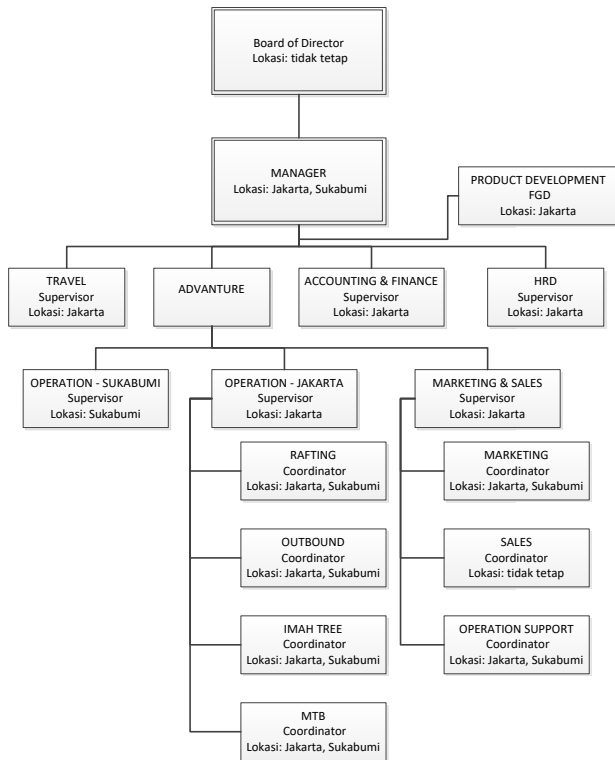 Board of Director
Lokasi: tidak tetap
MANAGER
Lokasi: Jakarta, Sukabumi
PRODUCT DEVELOPMENT
FGD
Lokasi: Jakarta
TRAVEL
Supervisor
Lokasi: Jakarta
ADVANTURE
ACCOUNTING & FINANCE
Supervisor
Lokasi: Jakarta
HRD
Supervisor
Lokasi: Jakarta
OPERATION - SUKABUMI
Supervisor
Lokasi: Sukabumi
OPERATION - JAKARTA
Supervisor
Lokasi: Jakarta
MARKETING & SALES
Supervisor
Lokasi: Jakarta
RAFTING
Coordinator
Lokasi: Jakarta, Sukabumi
MARKETING
Coordinator
Lokasi: Jakarta, Sukabumi
OUTBOUND
Coordinator
Lokasi: Jakarta, Sukabumi
SALES
Coordinator
Lokasi: tidak tetap
IMAH TREE
Coordinator
Lokasi: Jakarta, Sukabumi
OPERATION SUPPORT
Coordinator
Lokasi: Jakarta, Sukabumi
MTB
Coordinator
Lokasi: Jakarta, Sukabumi